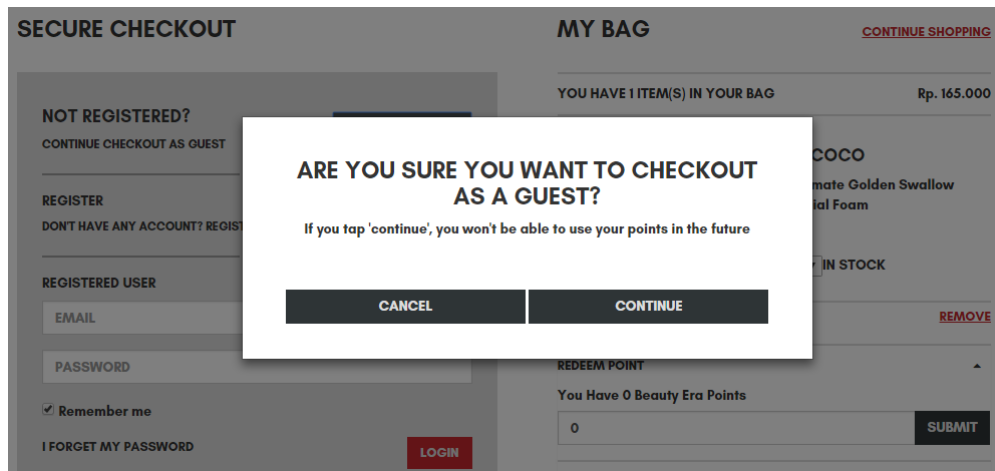 SECURE CHECKOUT
NOT REGISTERED?
CONTINUE CHECKOUT AS GUEST
REGISTER
DON'T HAVE ANY ACCOUNT? REGIST
REGISTERED USER
EMAIL
PASSWORD
Remember me
I FORGET MY PASSWORD
LOGIN
ARE YOU SURE YOU WANT TO CHECKOUT
AS A GUEST?
If you tap 'continue', you won't be able to use your points in the future
CANCEL
CONTINUE
MY BAG
CONTINUE SHOPPING
YOU HAVE 1 ITEM(S) IN YOUR BAG
Rp. 165.000
COCO
mate Golden Swallow
ial Foam
IN STOCK
REMOVE
REDEEM POINT
You Have 0 Beauty Era Points
0
SUBMIT